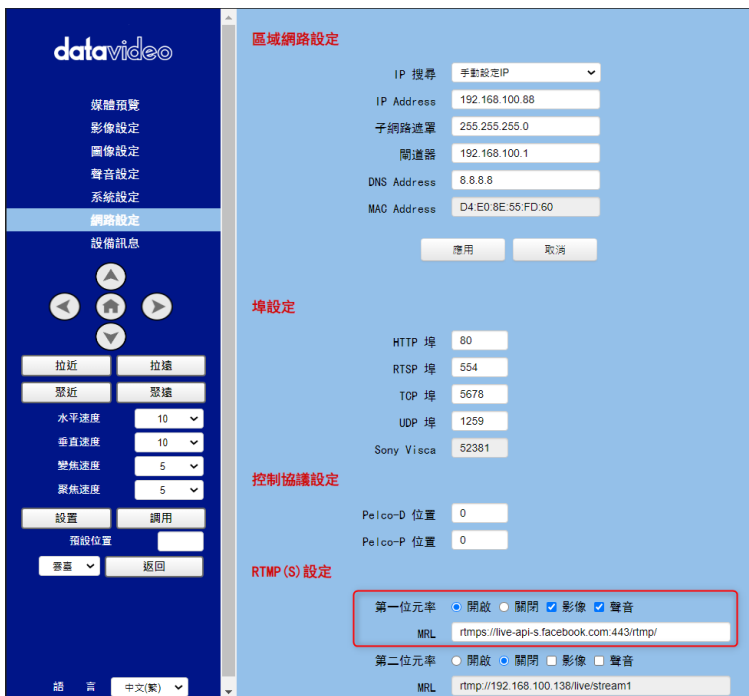 datavideo
媒體預覽
影像設定
圖像設定
聲音設定
系統設定
網路設定
設備訊息
拉近 拉遠
聚近 聚遠
水平速度 10
垂直速度 10
變焦速度 5
聚焦速度 5
設置 調用
預設位置
返回
語 言 中文(繁)
區域網路設定
IP 搜尋 手動設定IP
IP Address 192.168.100.88
子網路遮罩 255.255.255.0
閘道器 192.168.100.1
DNS Address 8.8.8.8
MAC Address D4:E0:8E:55:FD:60
應用 取消
埠設定
HTTP 埠 80
RTSP 埠 554
TCP 埠 5678
UDP 埠 1259
Sony Visca 52381
控制協議設定
Pelco-D 位置 0
Pelco-P 位置 0
RTMP(S)設定
第一位元率 開啟 關閉 影像 聲音
MRL rtmps://live-api-s.facebook.com:443/rtmp/
第二位元率 開啟 關閉 影像 聲音
MRL rtmp://192.168.100.138/live/stream1